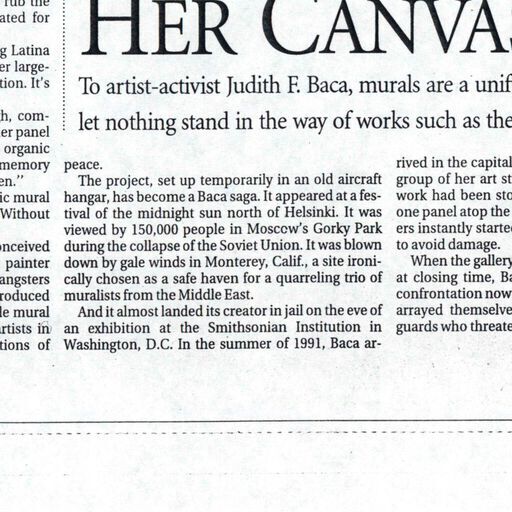 HER CANVAS
To artist-activist Judith F. Baca, murals are a unif
let nothing stand in the way of works such as the
rub the
ated for
g Latina
er large-
tion. It's
h, com-
er panel
organic
memory
en."
ic mural
Without
onceived
painter
angsters
roduced
le mural
artists in
tions of
peace.
The project, set up temporarily in an old aircraft
hangar, has become a Baca saga. It appeared at a fes-
tival of the midnight sun north of Helsinki. It was
viewed by 150,000 people in Moscow's Gorky Park
during the collapse of the Soviet Union. It was blown
down by gale winds in Monterey, Calif., a site ironi-
cally chosen as a safe haven for a quarreling trio of
muralists from the Middle East.
And it almost landed its creator in jail on the eve of
an exhibition at the Smithsonian Institution in
Washington, D.C. In the summer of 1991, Baca ar-
rived in the capital
group of her art st
work had been sto
one panel atop the
ers instantly starte
to avoid damage.
When the gallery
at closing time, Ba
confrontation now
arrayed themselve
guards who threate